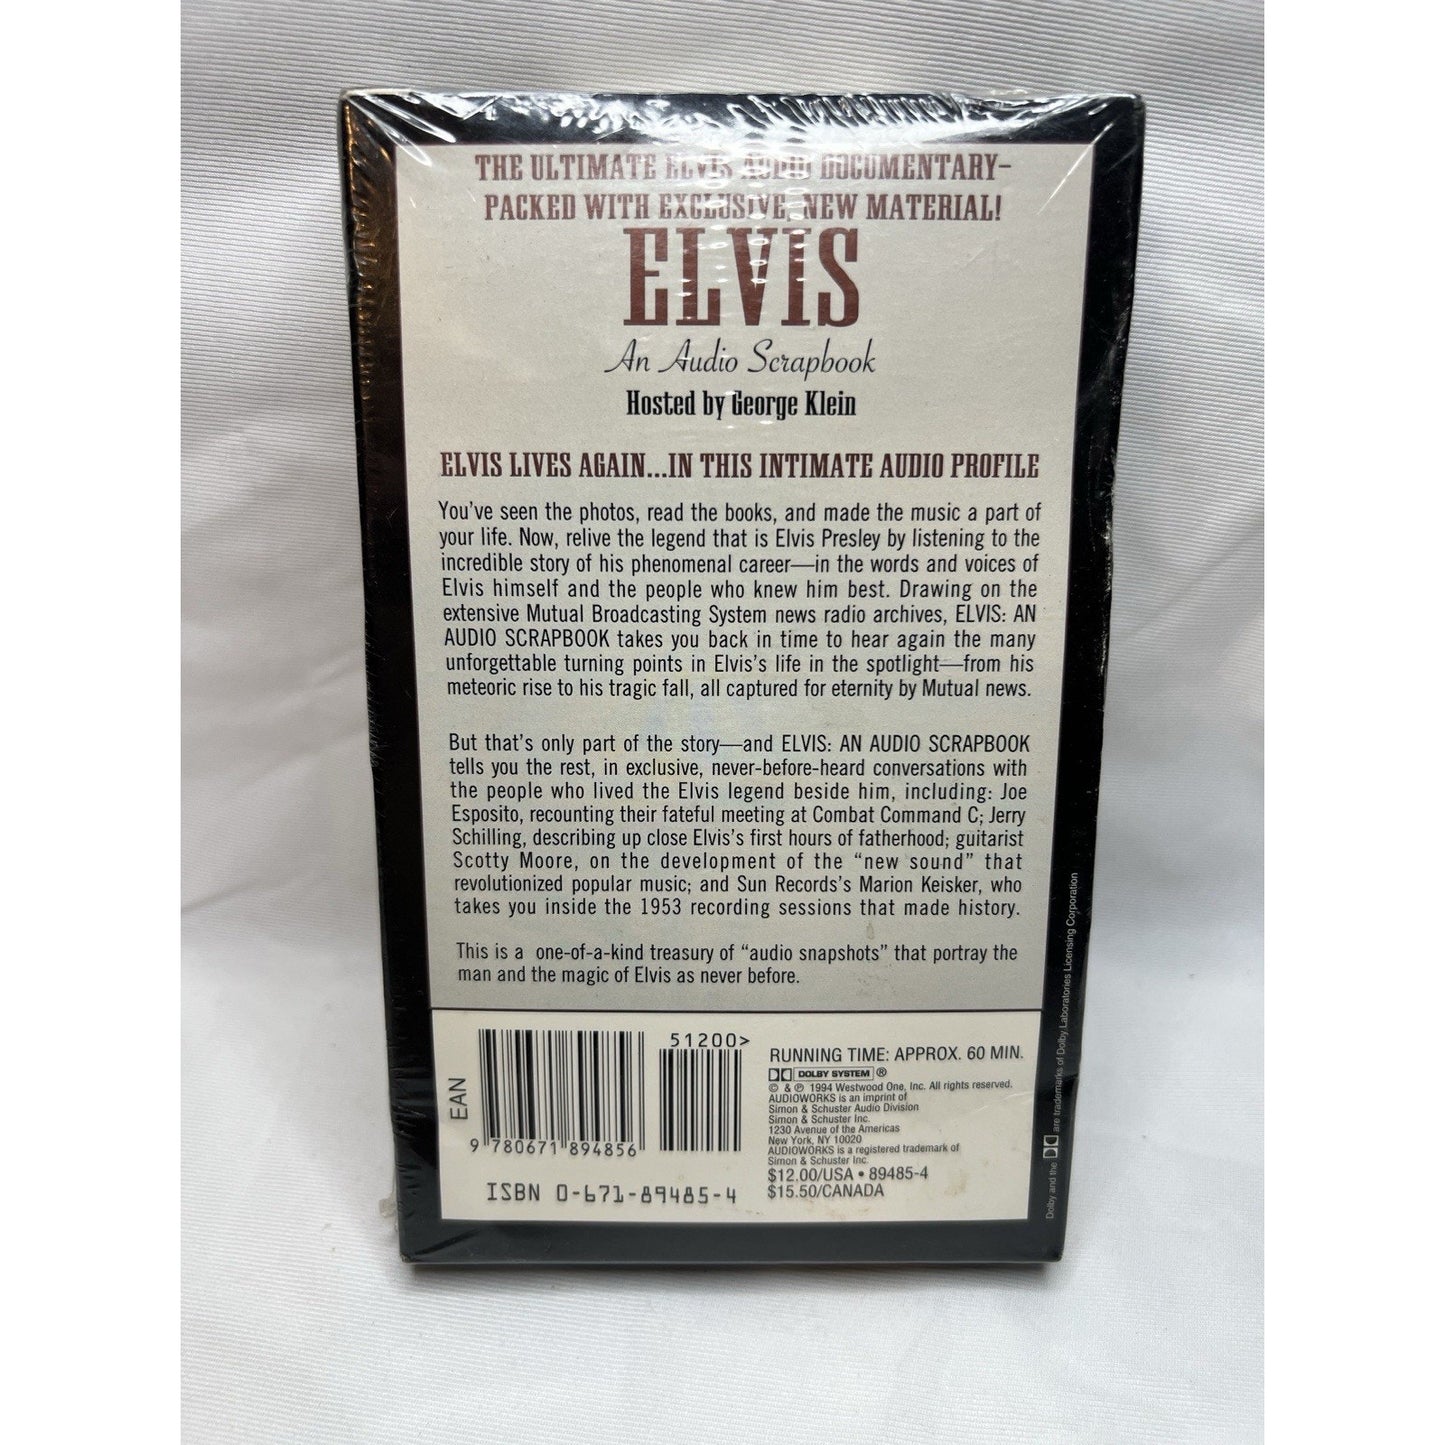 THE ULTIMATE ELVIS AUDIO DOCUMENTARY–
PACKED WITH EXCLUSIVE, NEW MATERIAL!
ELVIS
An Audio Scrapbook
Hosted by George Klein
ELVIS LIVES AGAIN...IN THIS INTIMATE AUDIO PROFILE
You've seen the photos, read the books, and made the music a part of
your life. Now, relive the legend that is Elvis Presley by listening to the
incredible story of his phenomenal career—in the words and voices of
Elvis himself and the people who knew him best. Drawing on the
extensive Mutual Broadcasting System news radio archives, ELVIS: AN
AUDIO SCRAPBOOK takes you back in time to hear again the many
unforgettable turning points in Elvis's life in the spotlight—from his
meteoric rise to his tragic fall, all captured for eternity by Mutual news.
But that's only part of the story—and ELVIS: AN AUDIO SCRAPBOOK
tells you the rest, in exclusive, never-before-heard conversations with
the people who lived the Elvis legend beside him, including: Joe
Esposito, recounting their fateful meeting at Combat Command C; Jerry
Schilling, describing up close Elvis's first hours of fatherhood; guitarist
Scotty Moore, on the development of the “new sound” that
revolutionized popular music; and Sun Records's Marion Keisker, who
takes you inside the 1953 recording sessions that made history.
This is a one-of-a-kind treasury of “audio snapshots” that portray the
man and the magic of Elvis as never before.
EAN
51200>
9 780671 894856
ISBN 0-671-89485-4
RUNNING TIME: APPROX. 60 MIN.
DOLBY SYSTEM ®
© & ℗ 1994 Westwood One, Inc. All rights reserved.
AUDIOWORKS is an imprint of
Simon & Schuster Audio Division
Simon & Schuster Inc.
1230 Avenue of the Americas
New York, NY 10020
AUDIOWORKS is a registered trademark of
Simon & Schuster Inc.
$12.00/USA • 89485-4
$15.50/CANADA
Dolby and the are trademarks of Dolby Laboratories Licensing Corporation